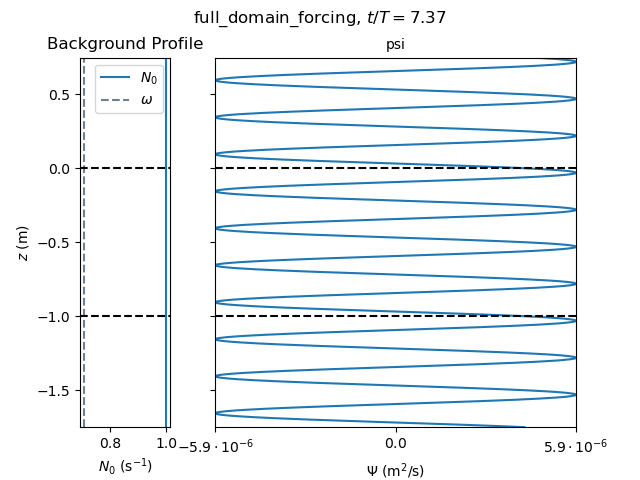 full_domain_forcing, t/T = 7.37
Background Profile
psi
N₀
ω
0.5
0.0
−0.5
−1.0
−1.5
z (m)
0.8 1.0
−5.9 · 10⁻⁶ 0.0 5.9 · 10⁻⁶
N₀ (s⁻¹)
Ψ (m²/s)